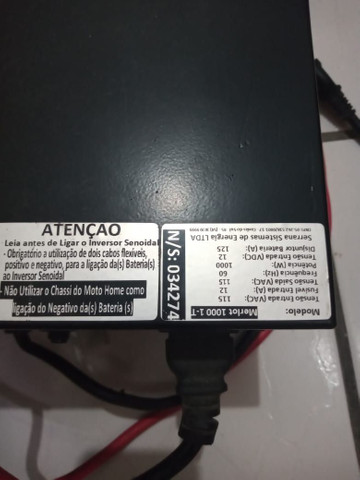 ATENÇAO
Leia antes de Ligar o Inversor Senoidal
- Obrigatório a utilização de dois cabos flexíveis,
positivo e negativo, para a ligação da(s) Bateria(s)
ao Inversor Senoidal
- Não Utilizar o Chassi do Moto Home como
ligação do Negativo da(s) Bateria (s)
N/S: 034274
Modelo: Merlot 1000 1-T
Tensão Entrada (VAC): 115
Fusível Entrada (A): 12
Tensão Saída (VAC): 115
Frequência (Hz): 60
Potência (W): 1000
Tensão Entrada (VDC): 12
Disjuntor Bateria (A): 125
Serrana Sistemas de Energia LTDA